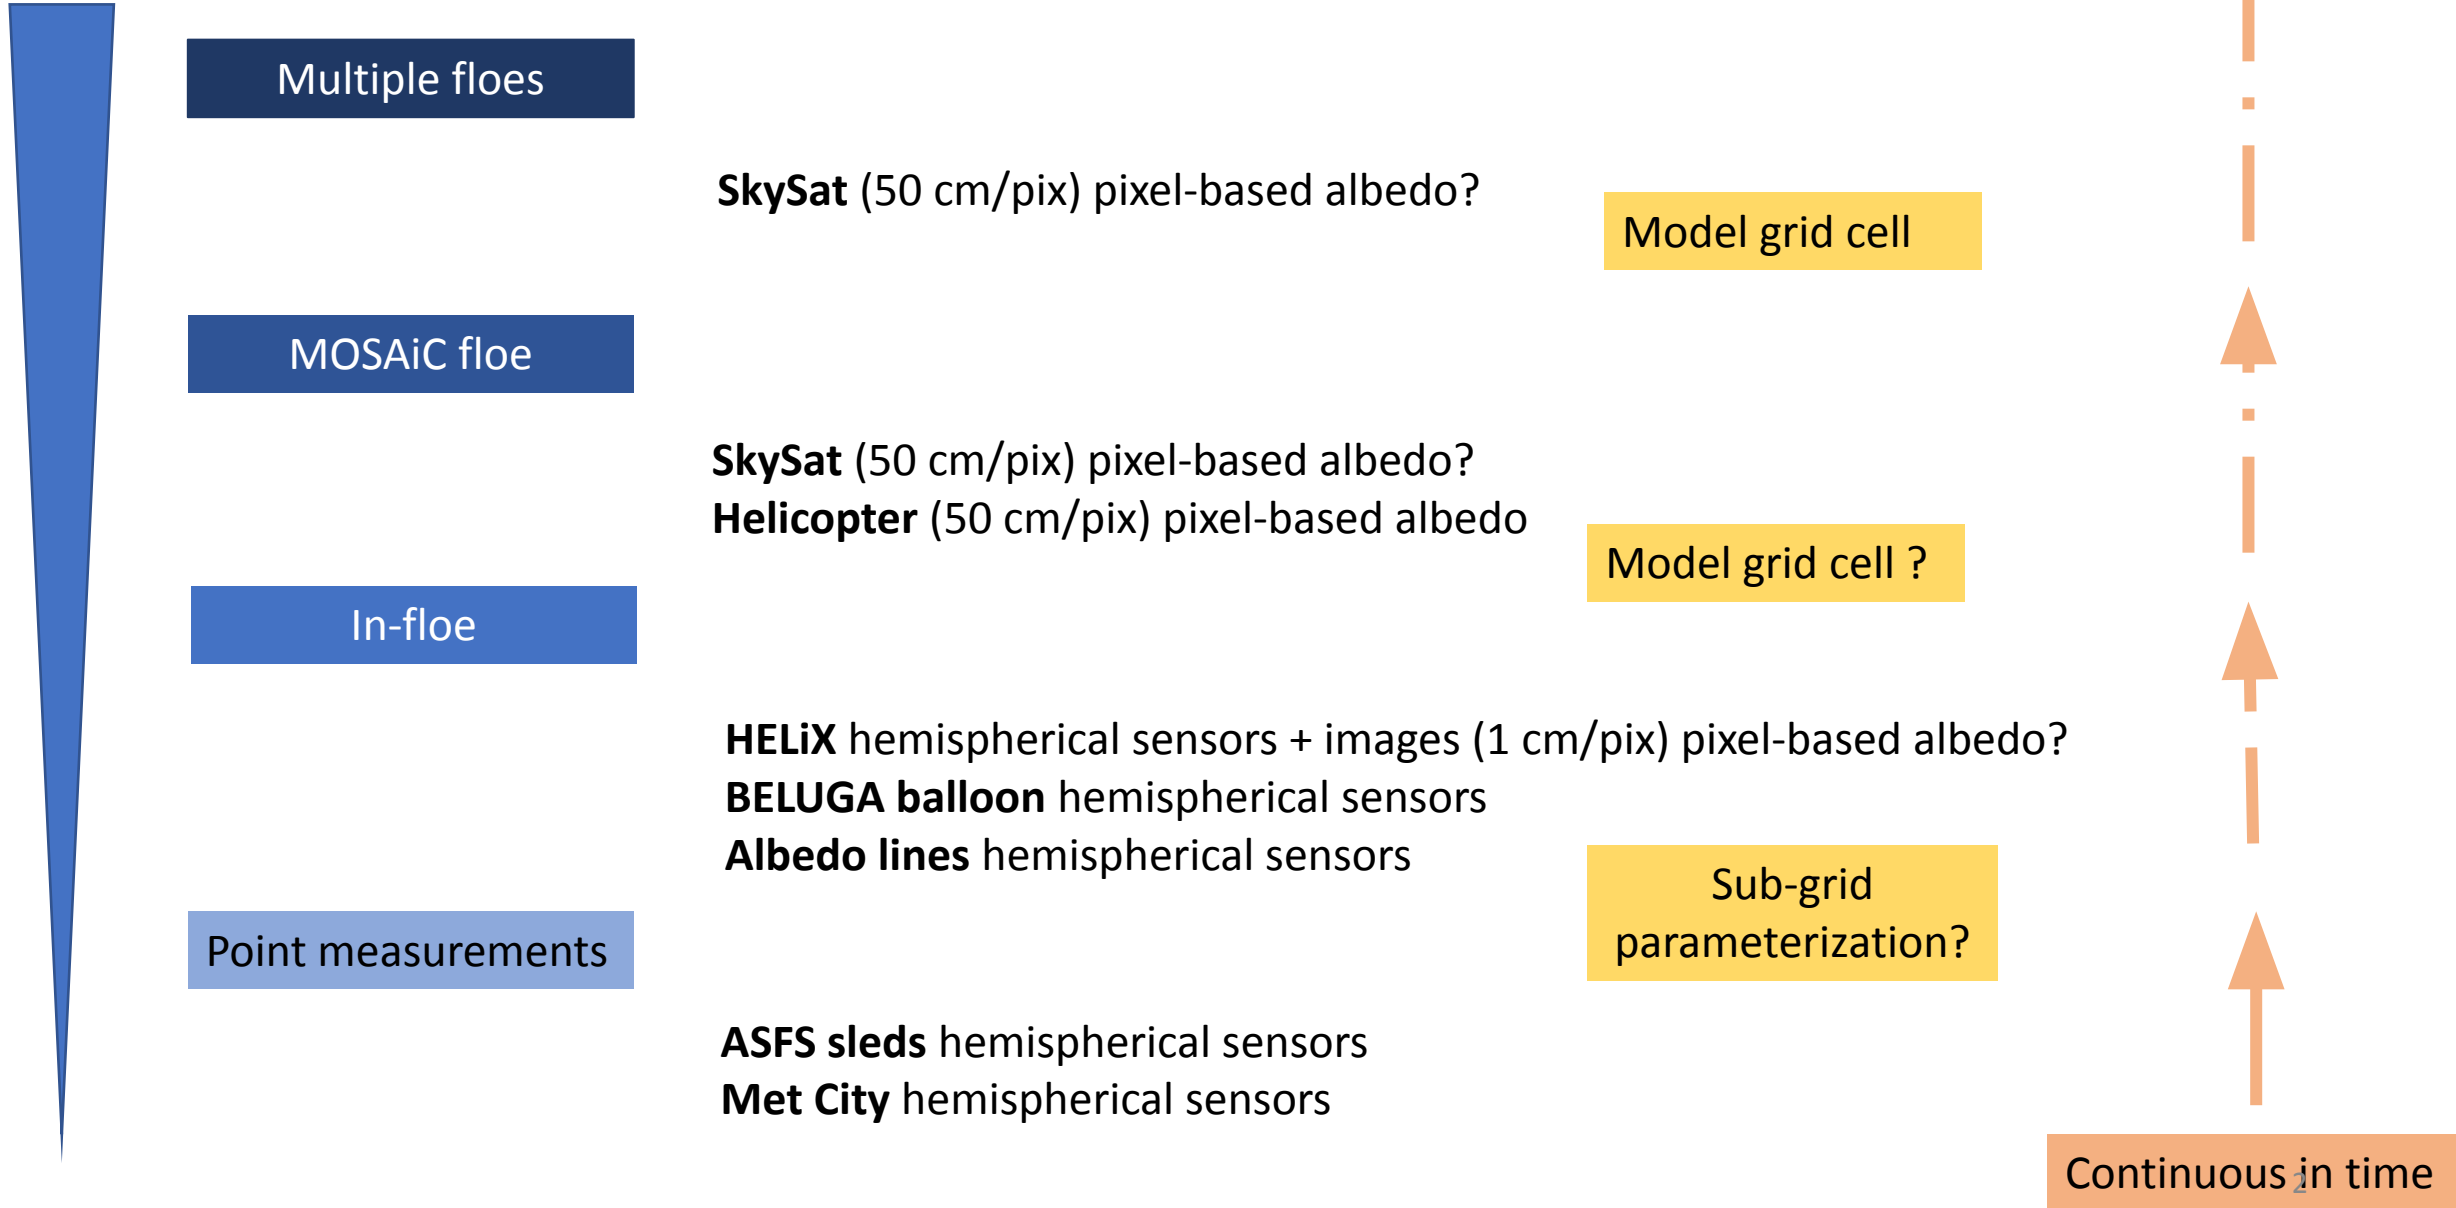 Multiple floes
SkySat (50 cm/pix) pixel-based albedo?
Model grid cell
MOSAiC floe
SkySat (50 cm/pix) pixel-based albedo?
Helicopter (50 cm/pix) pixel-based albedo
Model grid cell ?
In-floe
HELiX hemispherical sensors + images (1 cm/pix) pixel-based albedo?
BELUGA balloon hemispherical sensors
Albedo lines hemispherical sensors
Sub-grid
parameterization?
Point measurements
ASFS sleds hemispherical sensors
Met City hemispherical sensors
Continuous in time
2